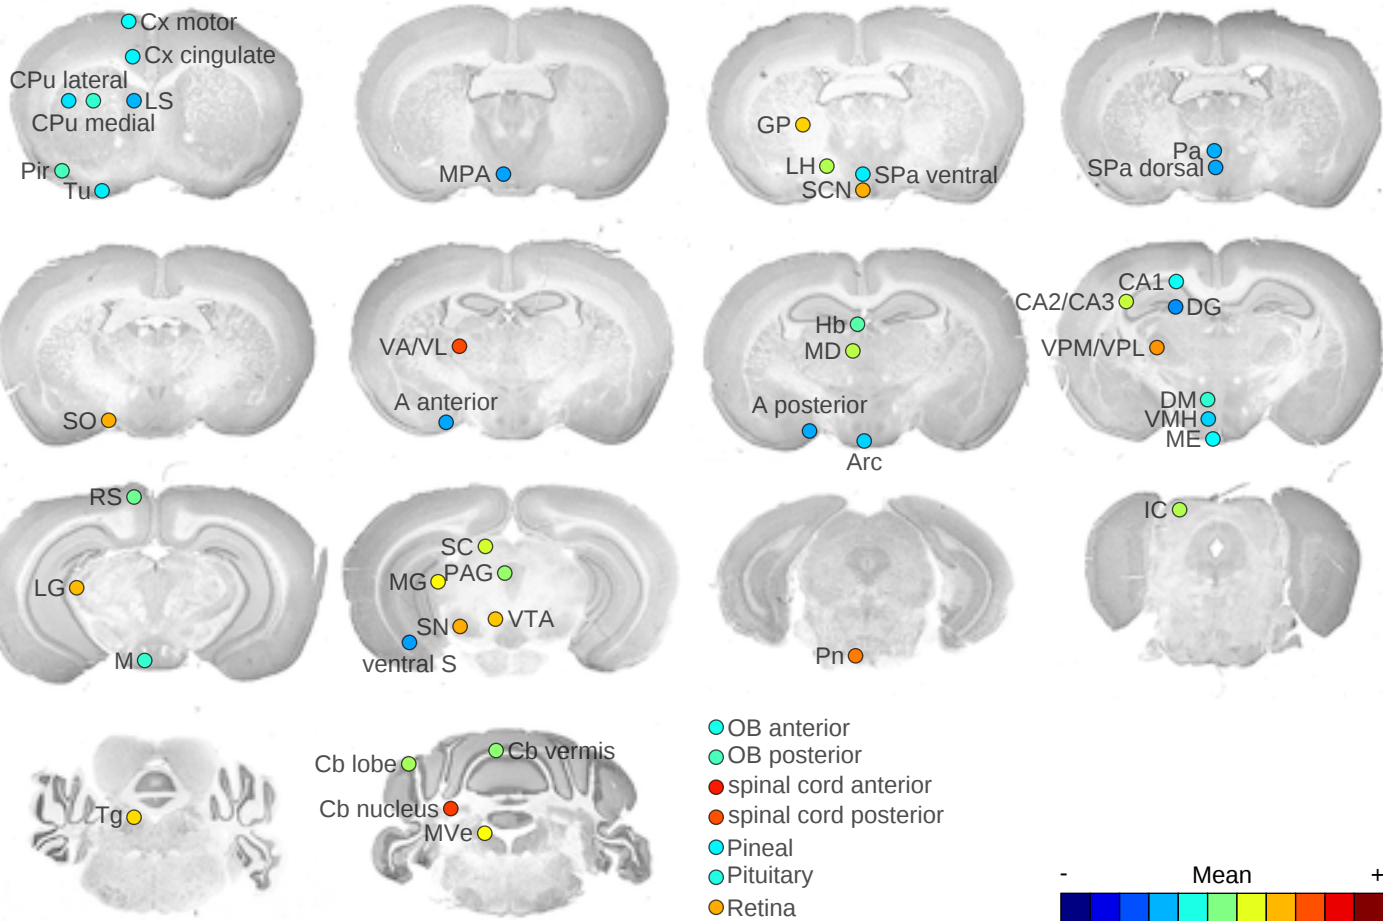 Cx motor
Cx cingulate
CPu lateral
LS
CPu medial
Pir
Tu
MPA
GP
LH
SPa ventral
SCN
Pa
SPa dorsal
SO
VA/VL
A anterior
Hb
MD
A posterior
Arc
CA1
CA2/CA3
DG
VPM/VPL
DM
VMH
ME
RS
LG
M
SC
PAG
MG
VTA
SN
ventral S
Pn
IC
Tg
Cb vermis
Cb lobe
Cb nucleus
MVe
OB anterior
OB posterior
spinal cord anterior
spinal cord posterior
Pineal
Pituitary
Retina
- Mean +